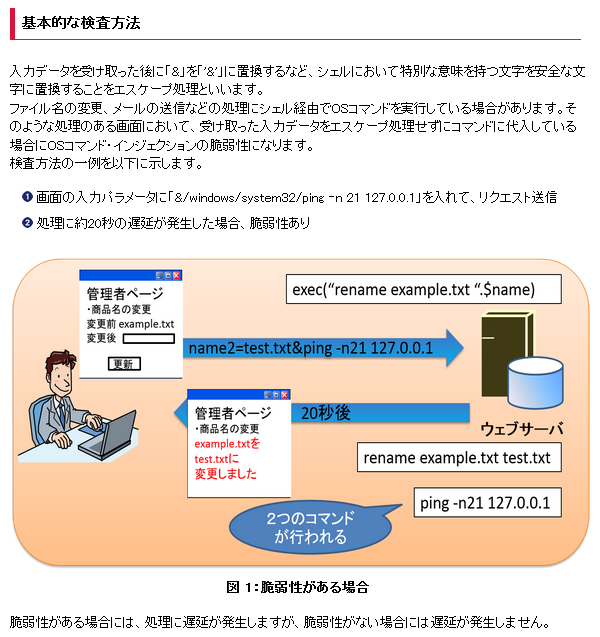 基本的な検査方法
入力データを受け取った後に「&」を「'&'」に置換するなど、シェルにおいて特別な意味を持つ文字を安全な文
字に置換することをエスケープ処理といいます。
ファイル名の変更、メールの送信などの処理にシェル経由でOSコマンドを実行している場合があります。そ
のような処理のある画面において、受け取った入力データをエスケープ処理せずにコマンドに代入している
場合にOSコマンド・インジェクションの脆弱性になります。
検査方法の一例を以下に示します。
❶ 画面の入力パラメータに「&/windows/system32/ping -n 21 127.0.0.1」を入れて、リクエスト送信
❷ 処理に約20秒の遅延が発生した場合、脆弱性あり
管理者ページ
・商品名の変更
変更前 example.txt
変更後
更新
exec(“rename example.txt “.$name)
name2=test.txt&ping -n21 127.0.0.1
管理者ページ
・商品名の変更
example.txtを
test.txtに
変更しました
20秒後
ウェブサーバ
rename example.txt test.txt
ping -n21 127.0.0.1
２つのコマンド
が行われる
図 1：脆弱性がある場合
脆弱性がある場合には、処理に遅延が発生しますが、脆弱性がない場合には遅延が発生しません。